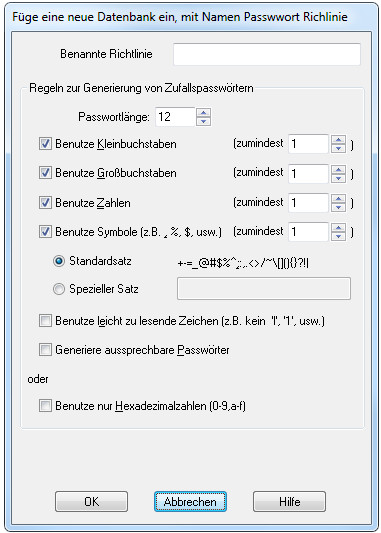 Füge eine neue Datenbank ein, mit Namen Passwwort Richlinie
Benannte Richtlinie
Regeln zur Generierung von Zufallspasswörtern
Passwortlänge: 12
Benutze Kleinbuchstaben (zumindest 1 )
Benutze Großbuchstaben (zumindest 1 )
Benutze Zahlen (zumindest 1 )
Benutze Symbole (z.B. ., %, $, usw.) (zumindest 1 )
Standardsatz +-=_@#$%^;:,.<>/~\[](){}?!|
Spezieller Satz
Benutze leicht zu lesende Zeichen (z.B. kein 'l', '1', usw.)
Generiere aussprechbare Passwörter
oder
Benutze nur Hexadezimalzahlen (0-9,a-f)
OK Abbrechen Hilfe